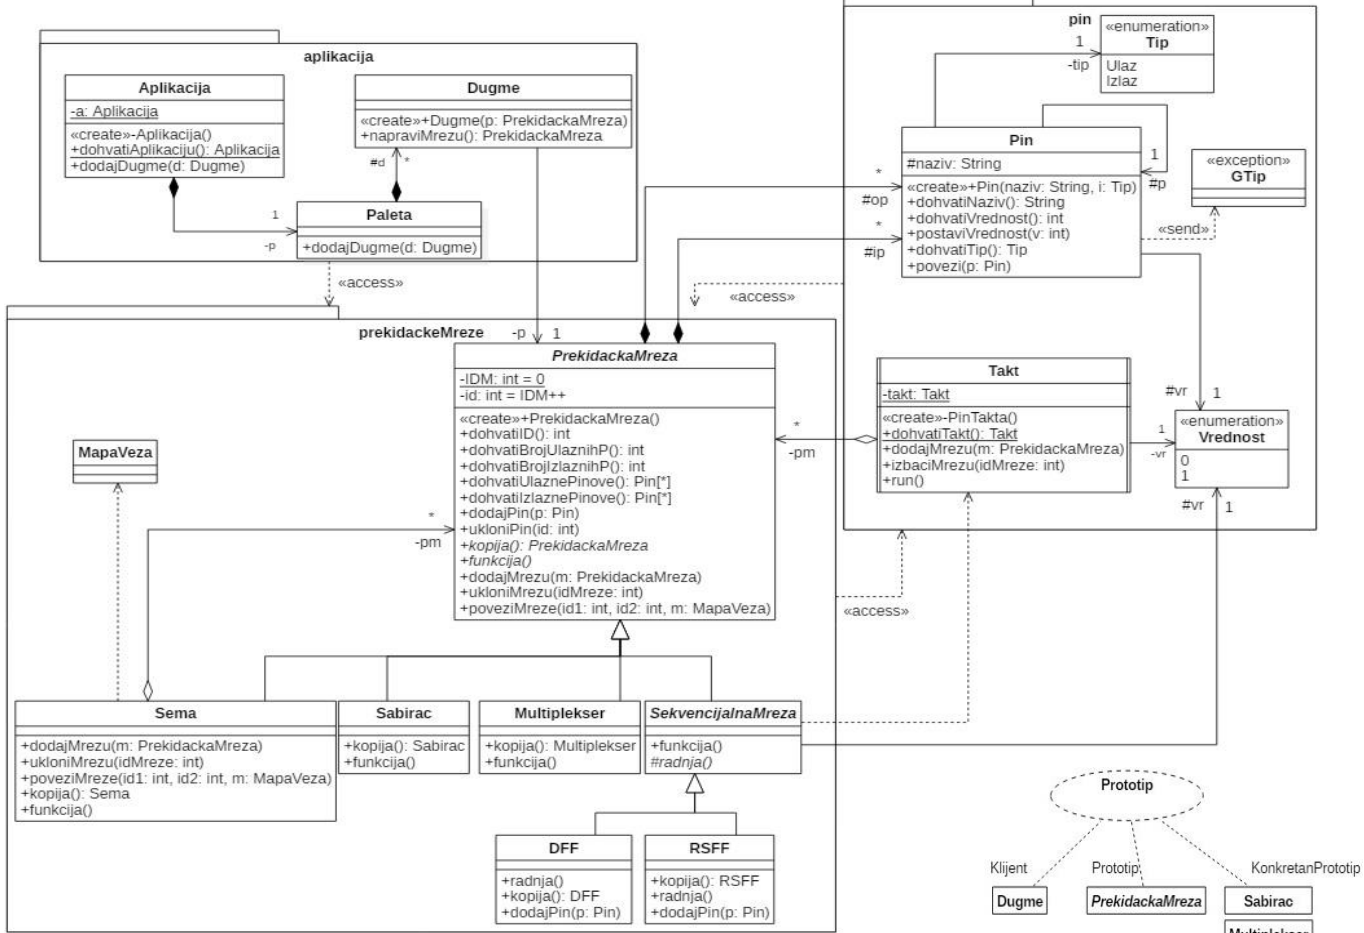 aplikacija
Aplikacija
-a: Aplikacija
«create»-Aplikacija()
+dohvatiAplikaciju(): Aplikacija
+dodajDugme(d: Dugme)
Dugme
«create»+Dugme(p: PrekidackaMreza)
+napraviMrezu(): PrekidackaMreza
#d
*
1
-p
Paleta
+dodajDugme(d: Dugme)
«access»
pin
«enumeration»
Tip
Ulaz
Izlaz
1
-tip
Pin
#naziv: String
«create»+Pin(naziv: String, i: Tip)
+dohvatiNaziv(): String
+dohvatiVrednost(): int
+postaviVrednost(v: int)
+dohvatiTip(): Tip
+povezi(p: Pin)
1
#p
«exception»
GTip
«send»
*
#op
*
#ip
«access»
Takt
-takt: Takt
«create»-PinTakta()
+dohvatiTakt(): Takt
+dodajMrezu(m: PrekidackaMreza)
+izbaciMrezu(idMreze: int)
+run()
#vr
1
1
-vr
«enumeration»
Vrednost
0
1
#vr
1
*
-pm
«access»
prekidackeMreze
-p
1
PrekidackaMreza
-IDM: int = 0
-id: int = IDM++
«create»+PrekidackaMreza()
+dohvatiID(): int
+dohvatiBrojUlaznihP(): int
+dohvatiBrojIzlaznihP(): int
+dohvatiUlaznePinove(): Pin[*]
+dohvatiIzlaznePinove(): Pin[*]
+dodajPin(p: Pin)
+ukloniPin(id: int)
+kopija(): PrekidackaMreza
+funkcija()
+dodajMrezu(m: PrekidackaMreza)
+ukloniMrezu(idMreze: int)
+poveziMreze(id1: int, id2: int, m: MapaVeza)
MapaVeza
*
-pm
Sema
+dodajMrezu(m: PrekidackaMreza)
+ukloniMrezu(idMreze: int)
+poveziMreze(id1: int, id2: int, m: MapaVeza)
+kopija(): Sema
+funkcija()
Sabirac
+kopija(): Sabirac
+funkcija()
Multiplekser
+kopija(): Multiplekser
+funkcija()
SekvencijalnaMreza
+funkcija()
#radnja()
DFF
+radnja()
+kopija(): DFF
+dodajPin(p: Pin)
RSFF
+kopija(): RSFF
+radnja()
+dodajPin(p: Pin)
Prototip
Klijent
Prototip
KonkretanPrototip
Dugme
PrekidackaMreza
Sabirac
Multiplekser